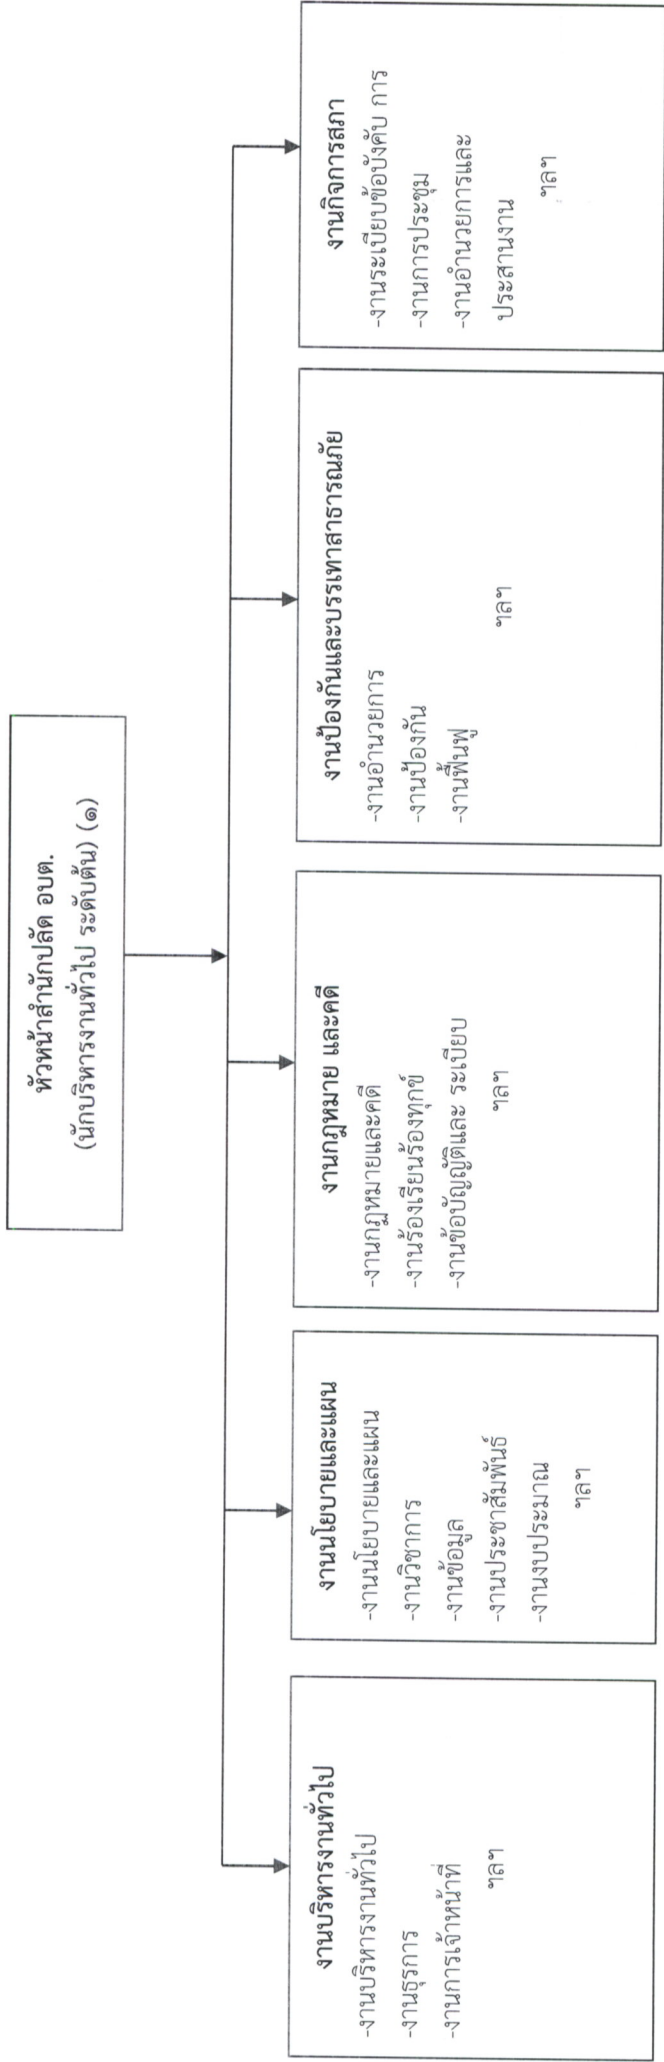 หัวหน้าสำนักปลัด อบต.
(นักบริหารงานทั่วไป ระดับต้น) (๑)
งานบริหารงานทั่วไป
-งานบริหารงานทั่วไป
-งานธุรการ
-งานการเจ้าหน้าที่
ฯลฯ
งานนโยบายและแผน
-งานนโยบายและแผน
-งานวิชาการ
-งานข้อมูล
-งานประชาสัมพันธ์
-งานงบประมาณ
ฯลฯ
งานกฎหมาย และคดี
-งานกฎหมายและคดี
-งานร้องเรียนร้องทุกข์
-งานข้อบัญญัติและ ระเบียบ
ฯลฯ
งานป้องกันและบรรเทาสาธารณภัย
-งานอำนวยการ
-งานป้องกัน
-งานฟื้นฟู
ฯลฯ
งานกิจการสภา
-งานระเบียบข้อบังคับ การ
-งานการประชุม
-งานอำนวยการและ
ประสานงาน
ฯลฯ